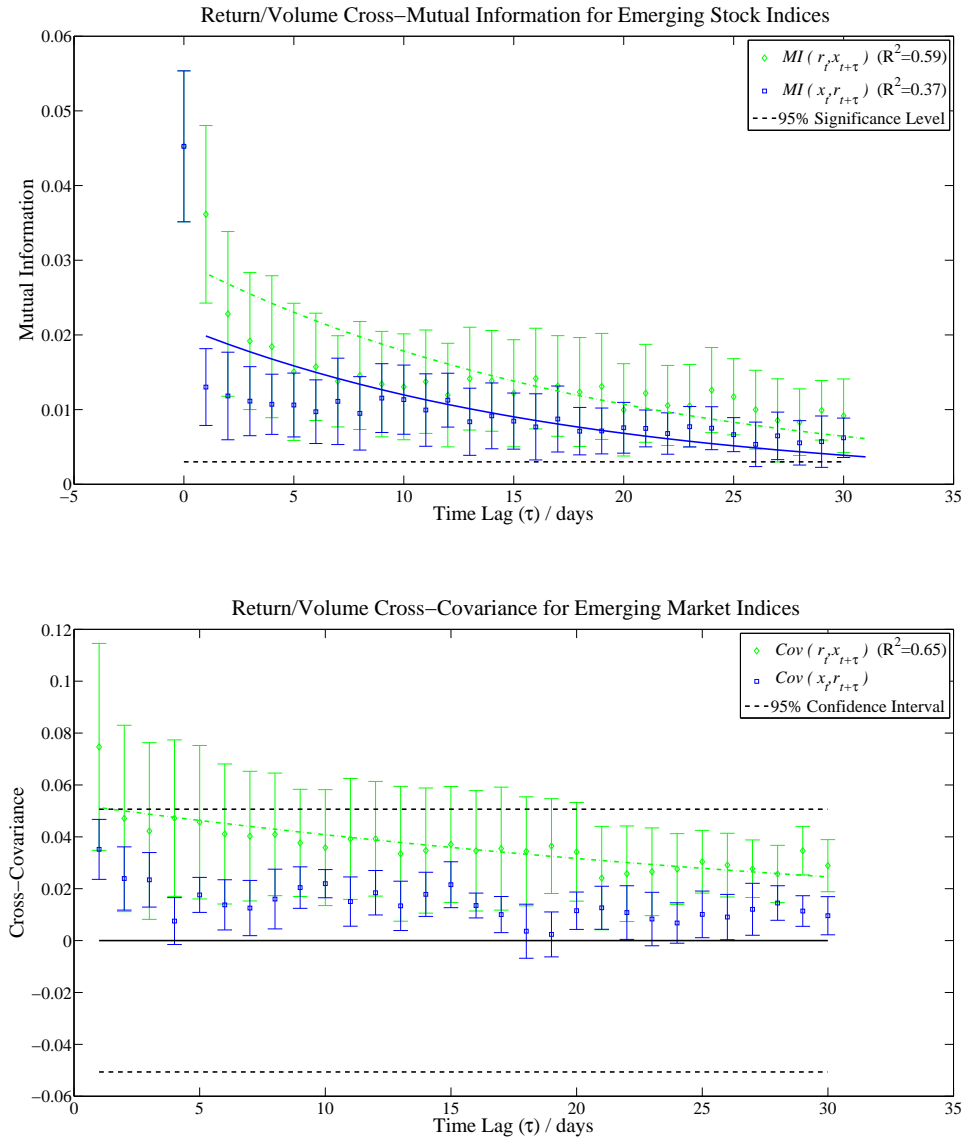 Return/Volume Cross−Mutual Information for Emerging Stock Indices
0.06
0.05
0.04
0.03
0.02
0.01
0
Mutual Information
MI ( r_t, x_{t+τ} ) (R²=0.59)
MI ( x_t, r_{t+τ} ) (R²=0.37)
95% Significance Level
−5 0 5 10 15 20 25 30 35
Time Lag (τ) / days
Return/Volume Cross−Covariance for Emerging Market Indices
0.12
0.1
0.08
0.06
0.04
0.02
0
−0.02
−0.04
−0.06
Cross−Covariance
Cov ( r_t, x_{t+τ} ) (R²=0.65)
Cov ( x_t, r_{t+τ} )
95% Confidence Interval
5 10 15 20 25 30 35
Time Lag (τ) / days